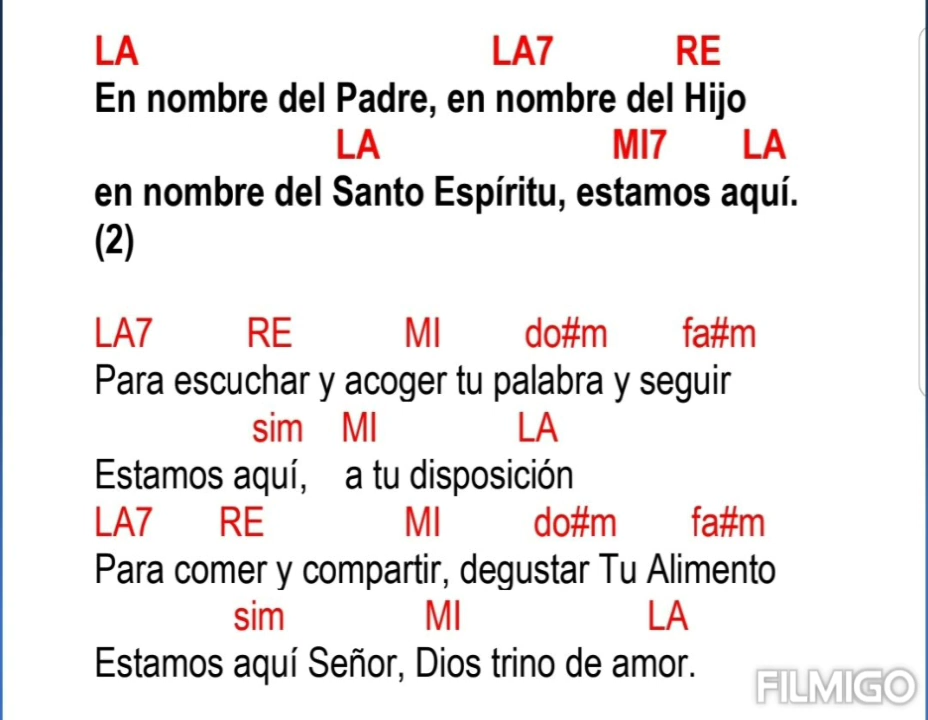 LA LA7 RE
En nombre del Padre, en nombre del Hijo
LA MI7 LA
en nombre del Santo Espíritu, estamos aquí.
(2)
LA7 RE MI do#m fa#m
Para escuchar y acoger tu palabra y seguir
sim MI LA
Estamos aquí, a tu disposición
LA7 RE MI do#m fa#m
Para comer y compartir, degustar Tu Alimento
sim MI LA
Estamos aquí Señor, Dios trino de amor.
FILMIGO